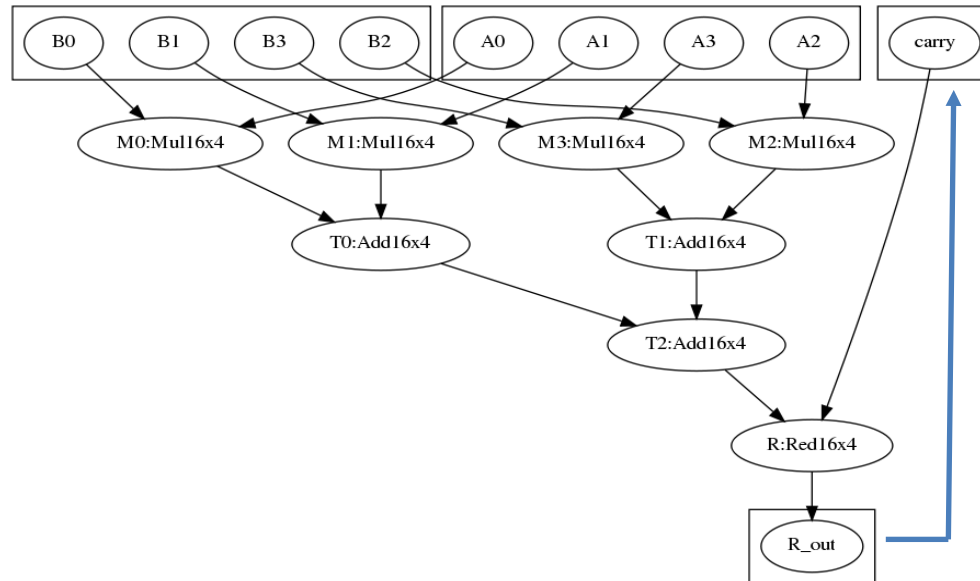 B0 B1 B3 B2 A0 A1 A3 A2 carry
M0:Mul16x4 M1:Mul16x4 M3:Mul16x4 M2:Mul16x4
T0:Add16x4 T1:Add16x4
T2:Add16x4
R:Red16x4
R_out